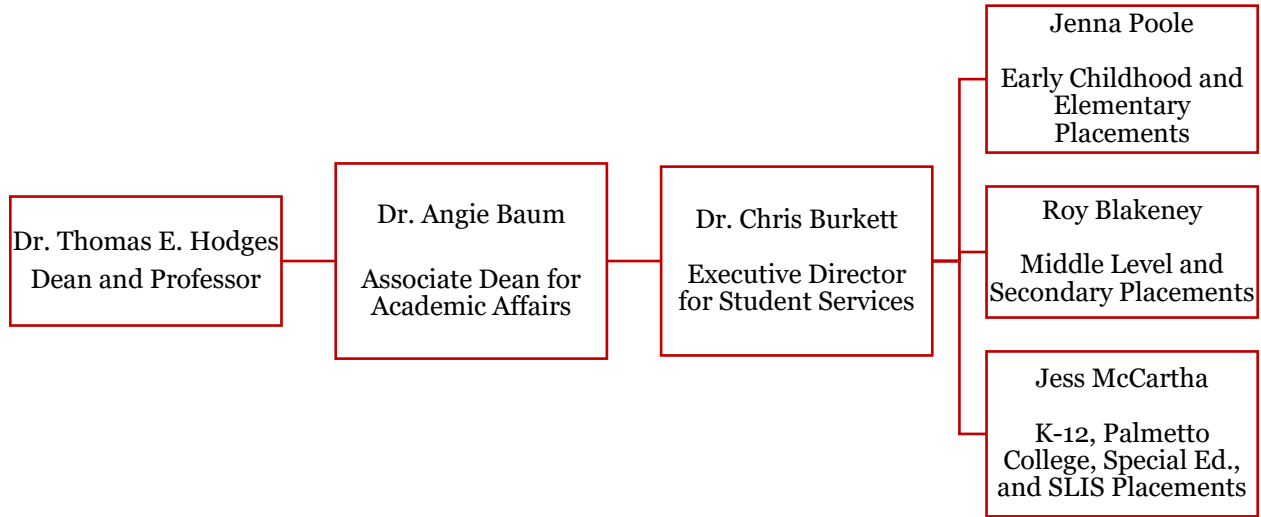 Dr. Thomas E. Hodges
Dean and Professor
Dr. Angie Baum
Associate Dean for
Academic Affairs
Dr. Chris Burkett
Executive Director
for Student Services
Jenna Poole
Early Childhood and
Elementary
Placements
Roy Blakeney
Middle Level and
Secondary Placements
Jess McCartha
K-12, Palmetto
College, Special Ed.,
and SLIS Placements